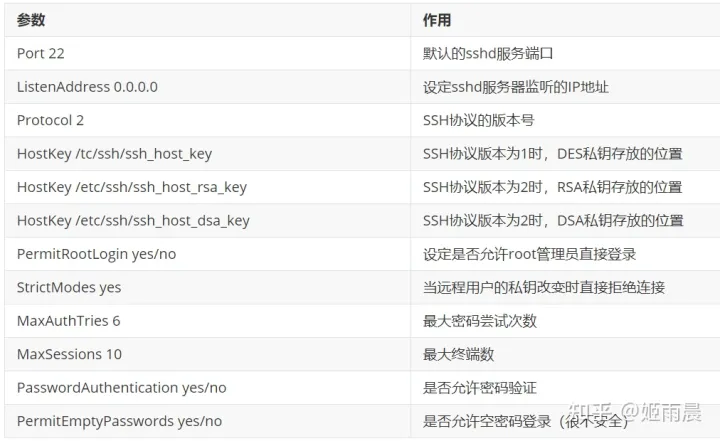 参数 作用
Port 22 默认的sshd服务端口
ListenAddress 0.0.0.0 设定sshd服务器监听的IP地址
Protocol 2 SSH协议的版本号
HostKey /tc/ssh/ssh_host_key SSH协议版本为1时，DES私钥存放的位置
HostKey /etc/ssh/ssh_host_rsa_key SSH协议版本为2时，RSA私钥存放的位置
HostKey /etc/ssh/ssh_host_dsa_key SSH协议版本为2时，DSA私钥存放的位置
PermitRootLogin yes/no 设定是否允许root管理员直接登录
StrictModes yes 当远程用户的私钥改变时直接拒绝连接
MaxAuthTries 6 最大密码尝试次数
MaxSessions 10 最大终端数
PasswordAuthentication yes/no 是否允许密码验证
PermitEmptyPasswords yes/no 是否允许空密码登录（很不安全）
知乎 @姬雨晨